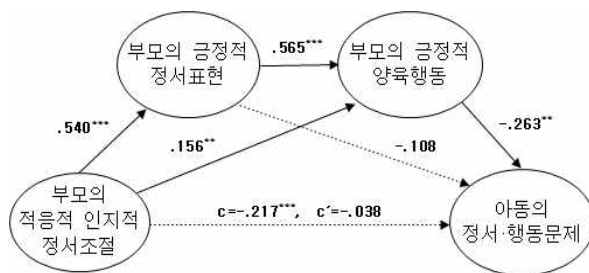 부모의 긍정적
정서표현
.565***
부모의 긍정적
양육행동
.540***
.156**
-.108
-.263**
부모의
적응적 인지적
정서조절
c=-.217***, c′=-.038
아동의
정서·행동문제